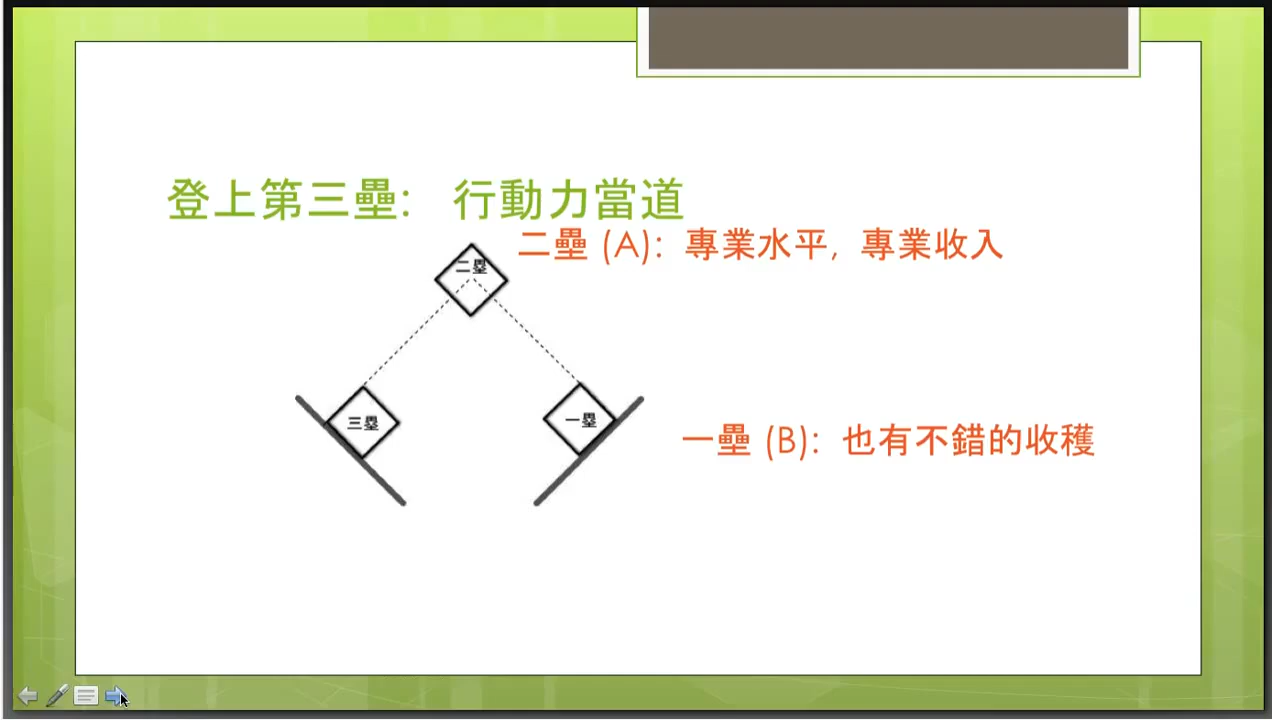 登上第三壘: 行動力當道
二壘 (A): 專業水平, 專業收入
二壘
三壘
一壘
一壘 (B): 也有不錯的收穫